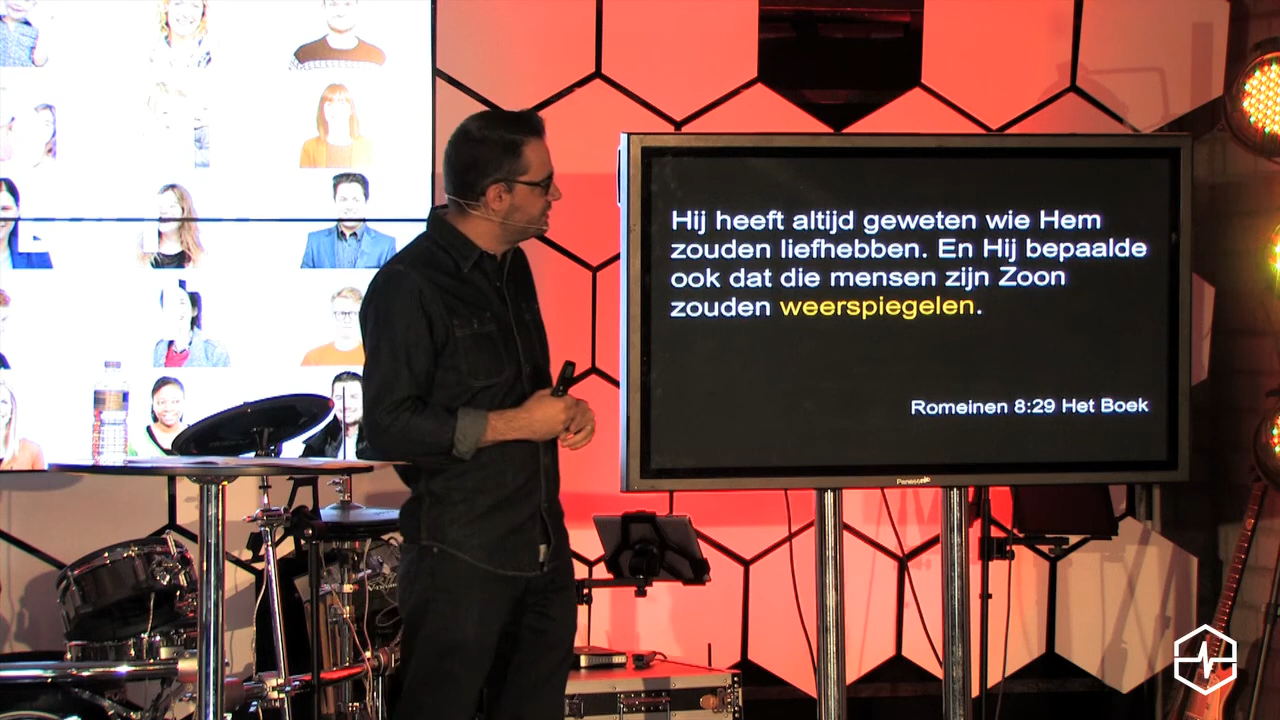 Hij heeft altijd geweten wie Hem
zouden liefhebben. En Hij bepaalde
ook dat die mensen zijn Zoon
zouden weerspiegelen.
Romeinen 8:29 Het Boek
Panasonic